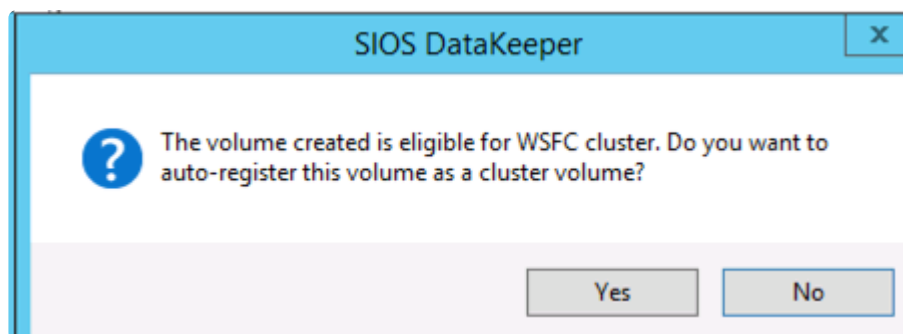 SIOS DataKeeper
x
?
The volume created is eligible for WSFC cluster. Do you want to
auto-register this volume as a cluster volume?
Yes No